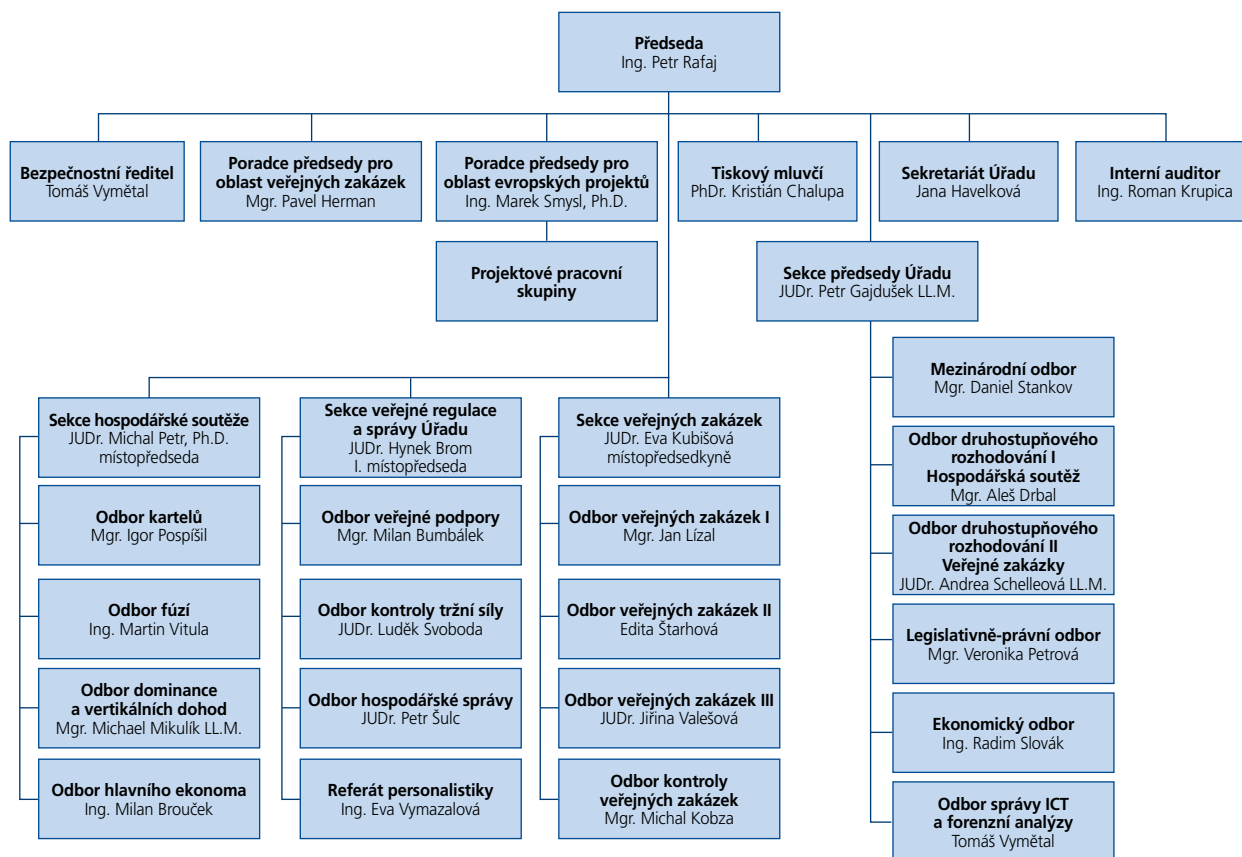 Předseda
Ing. Petr Rafaj
Bezpečnostní ředitel
Tomáš Vymětal
Poradce předsedy pro
oblast veřejných zakázek
Mgr. Pavel Herman
Poradce předsedy pro
oblast evropských projektů
Ing. Marek Smysl, Ph.D.
Tiskový mluvčí
PhDr. Kristián Chalupa
Sekretariát Úřadu
Jana Havelková
Interní auditor
Ing. Roman Krupica
Projektové pracovní
skupiny
Sekce předsedy Úřadu
JUDr. Petr Gajdušek LL.M.
Sekce hospodářské soutěže
JUDr. Michal Petr, Ph.D.
místopředseda
Odbor kartelů
Mgr. Igor Pospíšil
Odbor fúzí
Ing. Martin Vitula
Odbor dominance
a vertikálních dohod
Mgr. Michael Mikulík LL.M.
Odbor hlavního ekonoma
Ing. Milan Brouček
Sekce veřejné regulace
a správy Úřadu
JUDr. Hynek Brom
I. místopředseda
Odbor veřejné podpory
Mgr. Milan Bumbálek
Odbor kontroly tržní síly
JUDr. Luděk Svoboda
Odbor hospodářské správy
JUDr. Petr Šulc
Referát personalistiky
Ing. Eva Vymazalová
Sekce veřejných zakázek
JUDr. Eva Kubišová
místopředsedkyně
Odbor veřejných zakázek I
Mgr. Jan Lízal
Odbor veřejných zakázek II
Edita Štarhová
Odbor veřejných zakázek III
JUDr. Jiřina Valešová
Odbor kontroly
veřejných zakázek
Mgr. Michal Kobza
Mezinárodní odbor
Mgr. Daniel Stankov
Odbor druhostupňového
rozhodování I
Hospodářská soutěž
Mgr. Aleš Drbal
Odbor druhostupňového
rozhodování II
Veřejné zakázky
JUDr. Andrea Schelleová LL.M.
Legislativně-právní odbor
Mgr. Veronika Petrová
Ekonomický odbor
Ing. Radim Slovák
Odbor správy ICT
a forenzní analýzy
Tomáš Vymětal